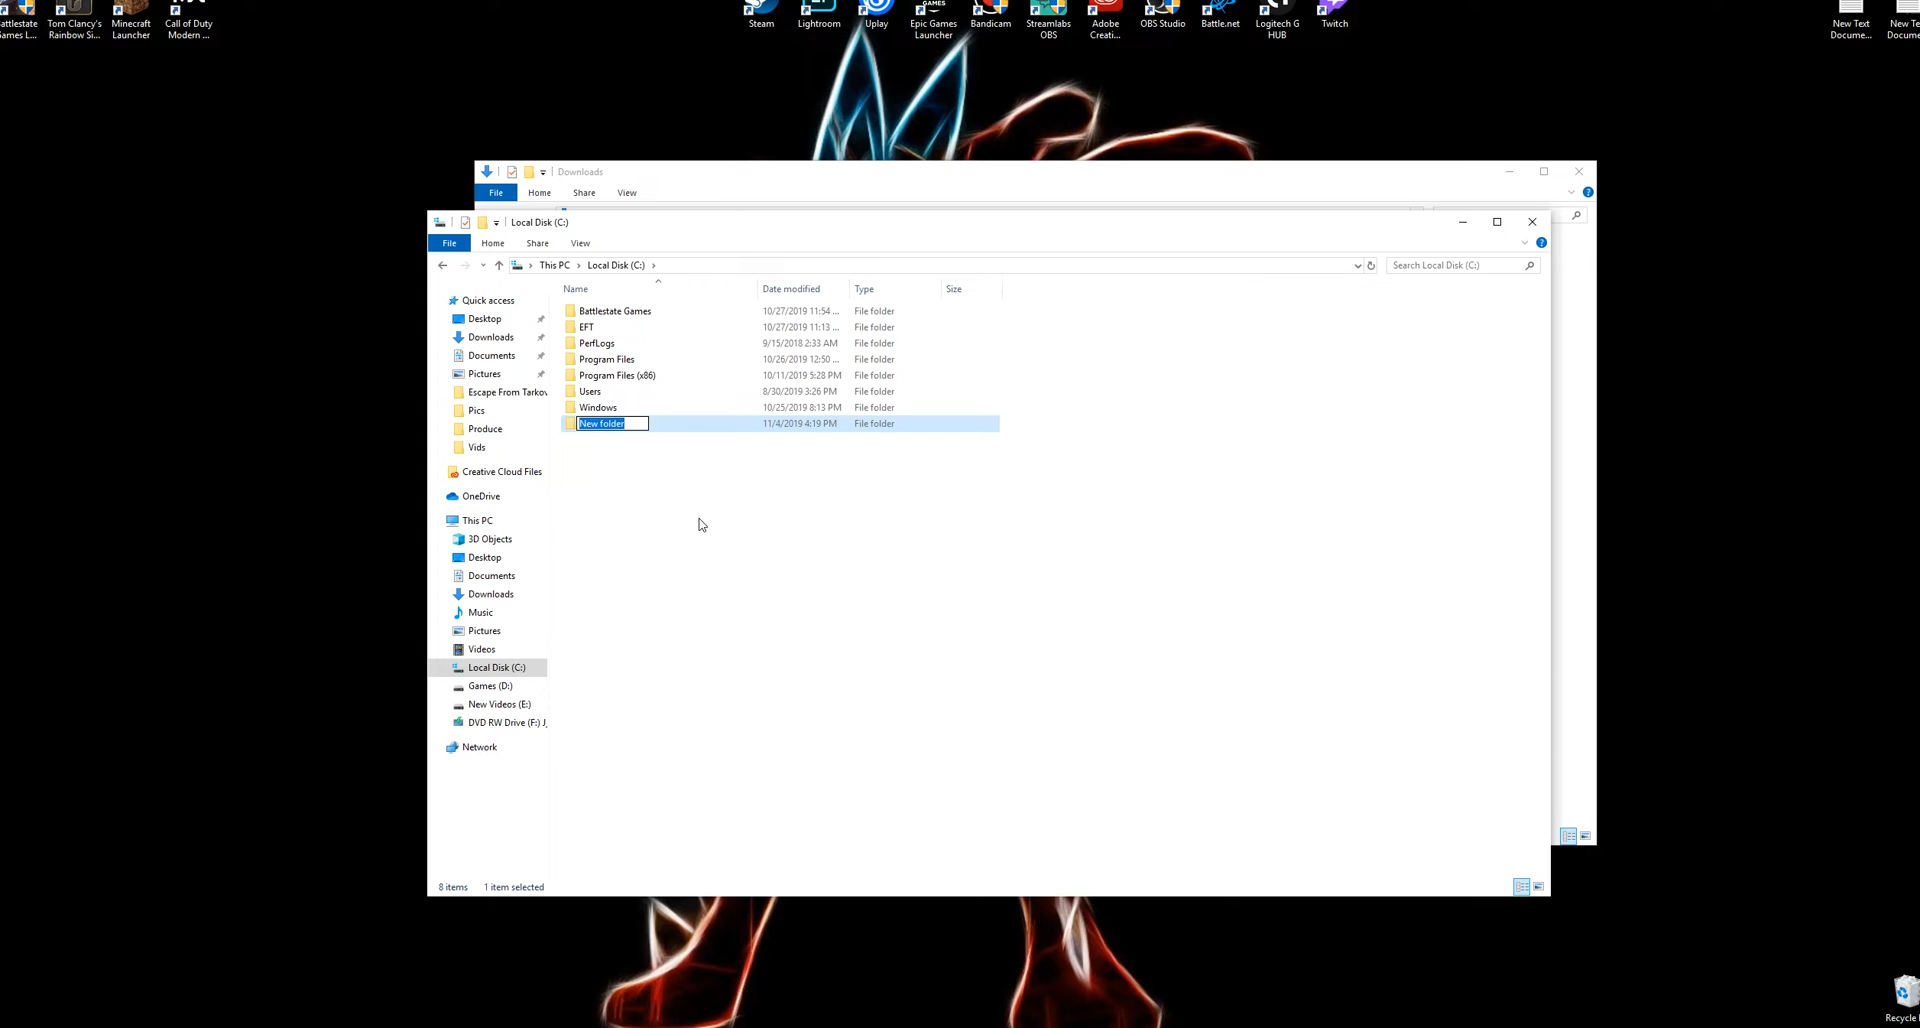 Battlestate
Games L...
Tom Clancy's
Rainbow Si...
Minecraft
Launcher
Call of Duty
Modern ...
Steam
Lightroom
Uplay
Epic Games
Launcher
Bandicam
Streamlabs
OBS
Adobe
Creati...
OBS Studio
Battle.net
Logitech G
HUB
Twitch
New Text
Docume...
New Te
Docume
Downloads
File Home Share View
Local Disk (C:)
File Home Share View
This PC > Local Disk (C:) >
Search Local Disk (C:)
Name Date modified Type Size
Battlestate Games 10/27/2019 11:54 ... File folder
EFT 10/27/2019 11:13 ... File folder
PerfLogs 9/15/2018 2:33 AM File folder
Program Files 10/26/2019 12:50 ... File folder
Program Files (x86) 10/11/2019 5:28 PM File folder
Users 8/30/2019 3:26 PM File folder
Windows 10/25/2019 8:13 PM File folder
New folder 11/4/2019 4:19 PM File folder
Quick access
Desktop
Downloads
Documents
Pictures
Escape From Tarkov
Pics
Produce
Vids
Creative Cloud Files
OneDrive
This PC
3D Objects
Desktop
Documents
Downloads
Music
Pictures
Videos
Local Disk (C:)
Games (D:)
New Videos (E:)
DVD RW Drive (F:) J
Network
8 items 1 item selected
Recycle